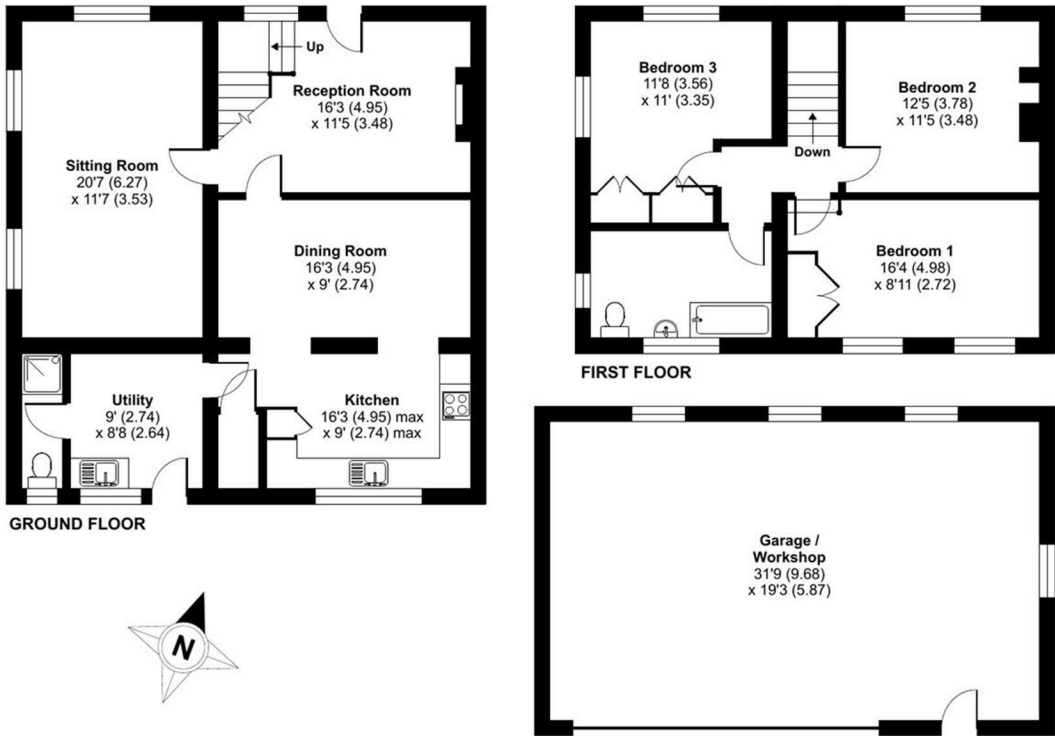 Up
Reception Room
16'3 (4.95)
x 11'5 (3.48)
Sitting Room
20'7 (6.27)
x 11'7 (3.53)
Dining Room
16'3 (4.95)
x 9' (2.74)
Utility
9' (2.74)
x 8'8 (2.64)
Kitchen
16'3 (4.95) max
x 9' (2.74) max
GROUND FLOOR
Bedroom 3
11'8 (3.56)
x 11' (3.35)
Bedroom 2
12'5 (3.78)
x 11'5 (3.48)
Down
Bedroom 1
16'4 (4.98)
x 8'11 (2.72)
FIRST FLOOR
Garage /
Workshop
31'9 (9.68)
x 19'3 (5.87)
N